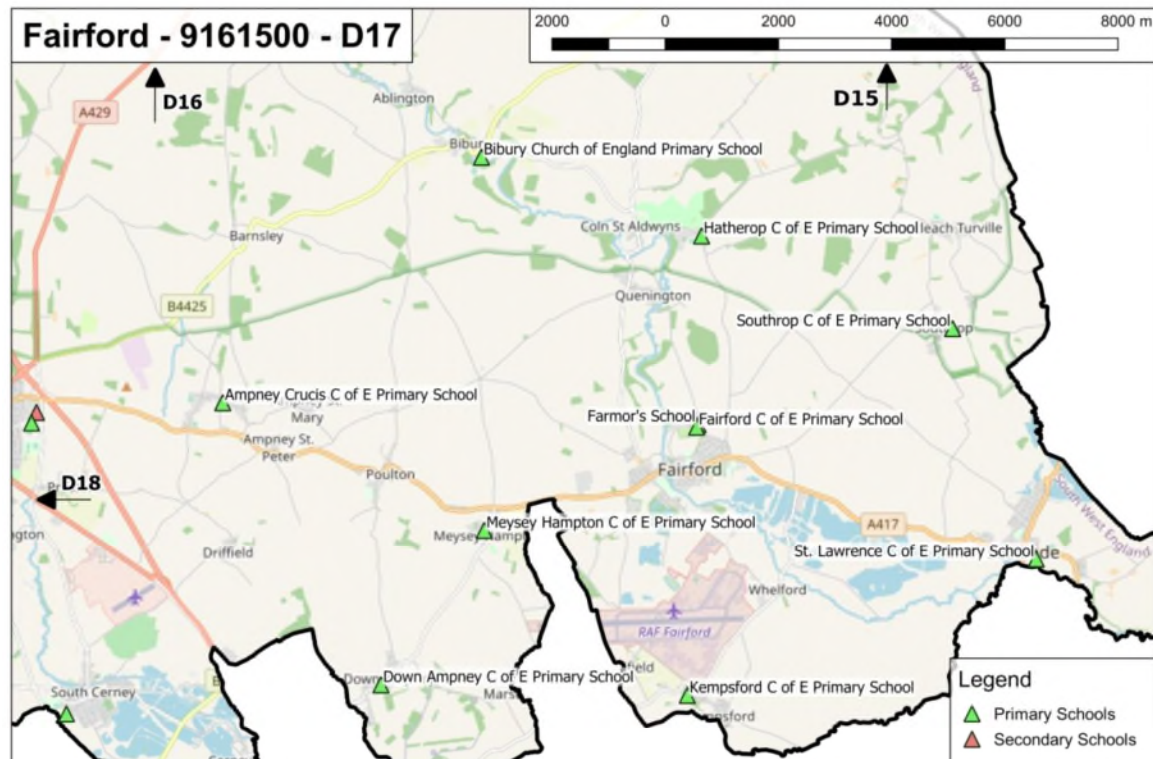 Fairford - 9161500 - D17
2000 0 2000 4000 6000 8000 m
D16
D15
A429
Ablington
Bibury Church of England Primary School
Coln St Aldwyns
Hatherop C of E Primary School
leach Turville
Barnsley
Quenington
B4425
Southrop C of E Primary School
Ampney Crucis C of E Primary School
Mary
Farmor's School
Fairford C of E Primary School
Ampney St.
Peter
Poulton
Fairford
D18
Meysey Hampton C of E Primary School
A417
South West England
Driffield
St. Lawrence C of E Primary School
Whelford
RAF Fairford
Down Ampney C of E Primary School
South Cerney
Kempsford C of E Primary School
Legend
Primary Schools
Secondary Schools